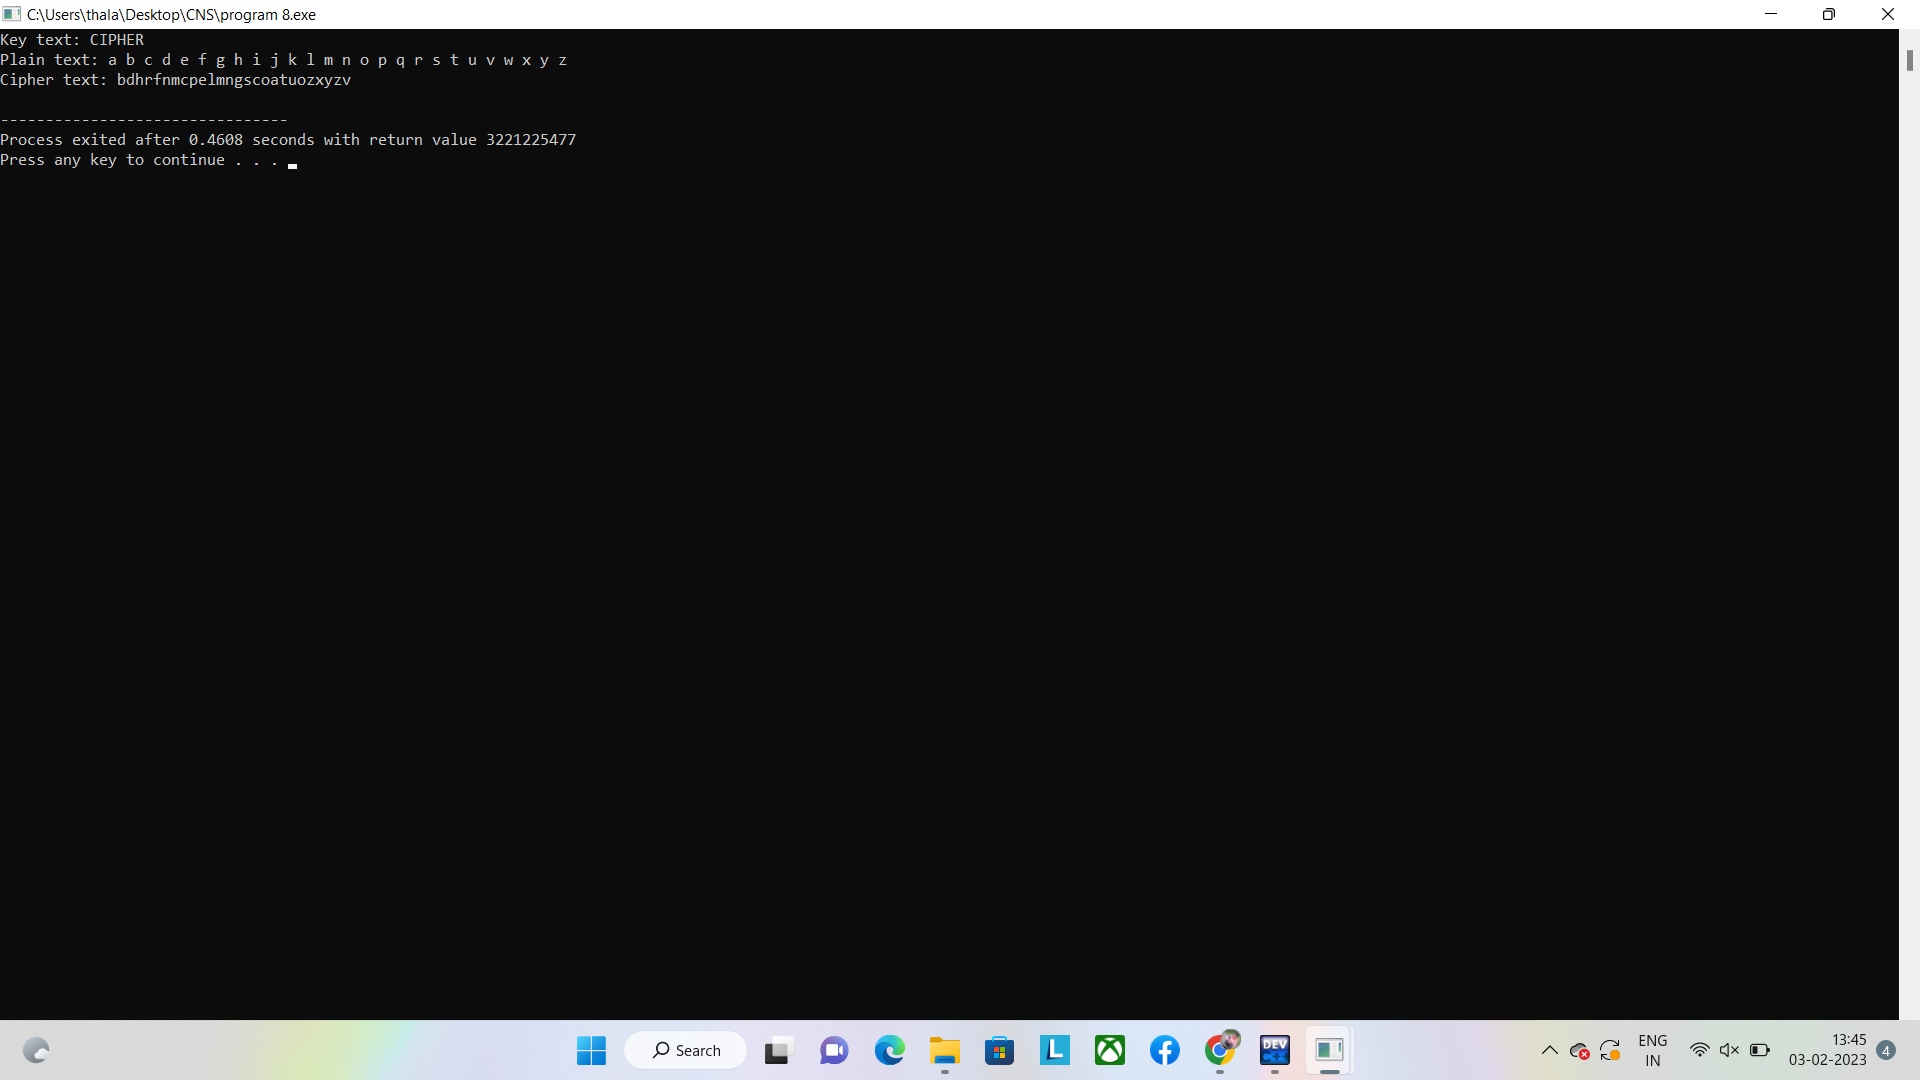 C:\Users\thala\Desktop\CNS\program 8.exe
Key text: CIPHER
Plain text: a b c d e f g h i j k l m n o p q r s t u v w x y z
Cipher text: bdhrfnmcpelmngscoatuozxyzv
--------------------------------
Process exited after 0.4608 seconds with return value 3221225477
Press any key to continue . . .
Search
L
DEV
C++
ENG
IN
13:45
03-02-2023
4